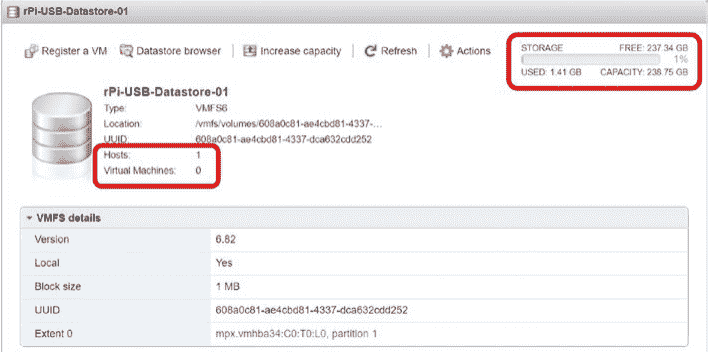 rPi-USB-Datastore-01
Register a VM Datastore browser Increase capacity Refresh Actions
STORAGE FREE: 237.34 GB
1%
USED: 1.41 GB CAPACITY: 238.75 GB
rPi-USB-Datastore-01
Type: VMFS6
Location: /vmfs/volumes/608a0c81-ae4cbd81-4337-...
UUID: 608a0c81-ae4cbd81-4337-dca632cdd252
Hosts: 1
Virtual Machines: 0
VMFS details
Version 6.82
Local Yes
Block size 1 MB
UUID 608a0c81-ae4cbd81-4337-dca632cdd252
Extent 0 mpx.vmhba34:C0:T0:L0, partition 1